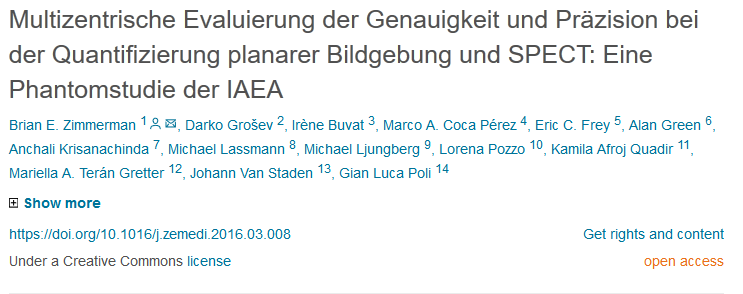 Multizentrische Evaluierung der Genauigkeit und Präzision bei
der Quantifizierung planarer Bildgebung und SPECT: Eine
Phantomstudie der IAEA
Brian E. Zimmerman 1, Darko Grošev 2, Irène Buvat 3, Marco A. Coca Pérez 4, Eric C. Frey 5, Alan Green 6,
Anchali Krisanachinda 7, Michael Lassmann 8, Michael Ljungberg 9, Lorena Pozzo 10, Kamila Afroj Quadir 11,
Mariella A. Terán Gretter 12, Johann Van Staden 13, Gian Luca Poli 14
Show more
https://doi.org/10.1016/j.zemedi.2016.03.008 Get rights and content
Under a Creative Commons license open access